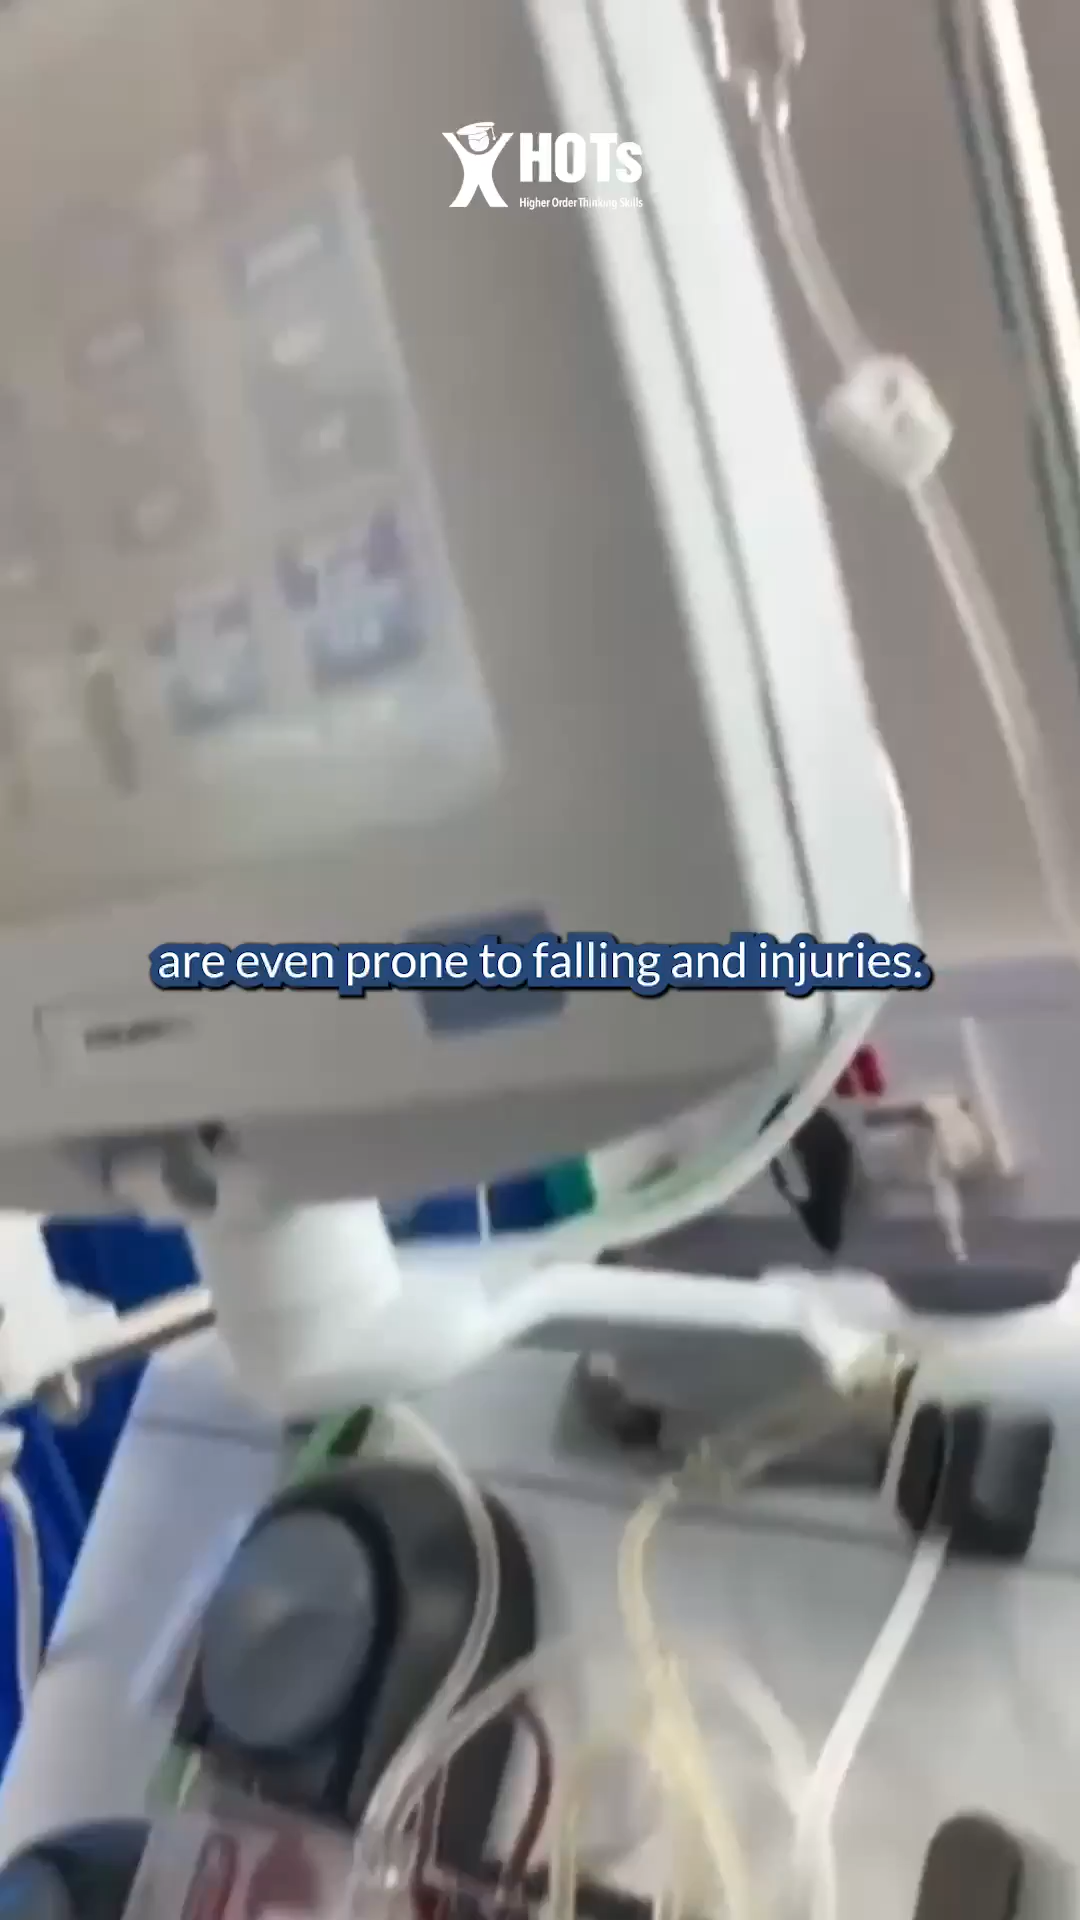 HOTs
Higher Order Thinking Skills
are even prone to falling and injuries.